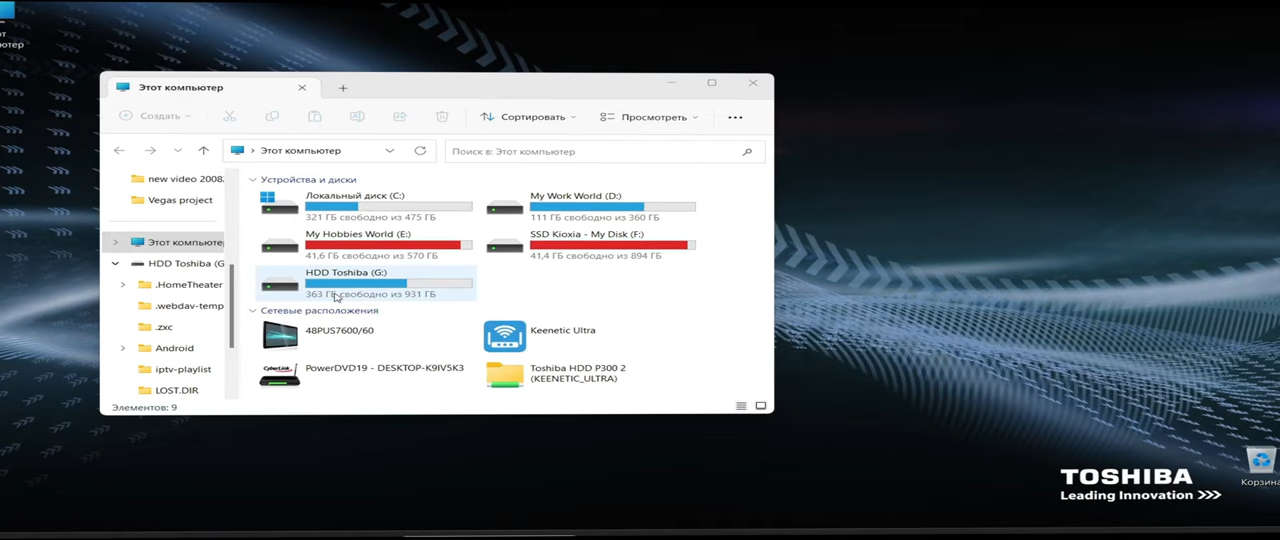 Этот компьютер
Создать
Сортировать
Просмотреть
Этот компьютер
Поиск в: Этот компьютер
new video 2008.
Vegas project
Этот компьютер
HDD Toshiba (G
.HomeTheater
.webdav-temp
.zxc
Android
iptv-playlist
LOST.DIR
Устройства и диски
Локальный диск (C:)
321 ГБ свободно из 475 ГБ
My Work World (D:)
111 ГБ свободно из 360 ГБ
My Hobbies World (E:)
41,6 ГБ свободно из 570 ГБ
SSD Kioxia - My Disk (F:)
41,4 ГБ свободно из 894 ГБ
HDD Toshiba (G:)
363 ГБ свободно из 931 ГБ
Сетевые расположения
48PUS7600/60
Keenetic Ultra
PowerDVD19 - DESKTOP-K9IV5K3
Toshiba HDD P300 2
(KEENETIC_ULTRA)
Элементов: 9
TOSHIBA
Leading Innovation >>>
Корзина